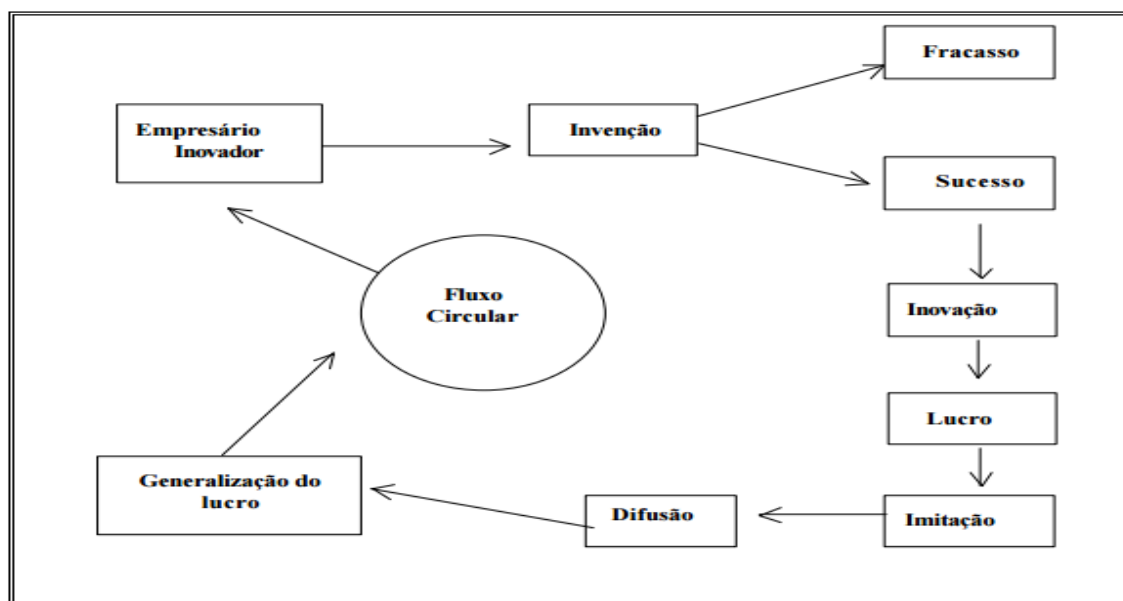 Fracasso
Empresário
Inovador
Invenção
Sucesso
Fluxo
Circular
Inovação
Lucro
Generalização do
lucro
Difusão
Imitação